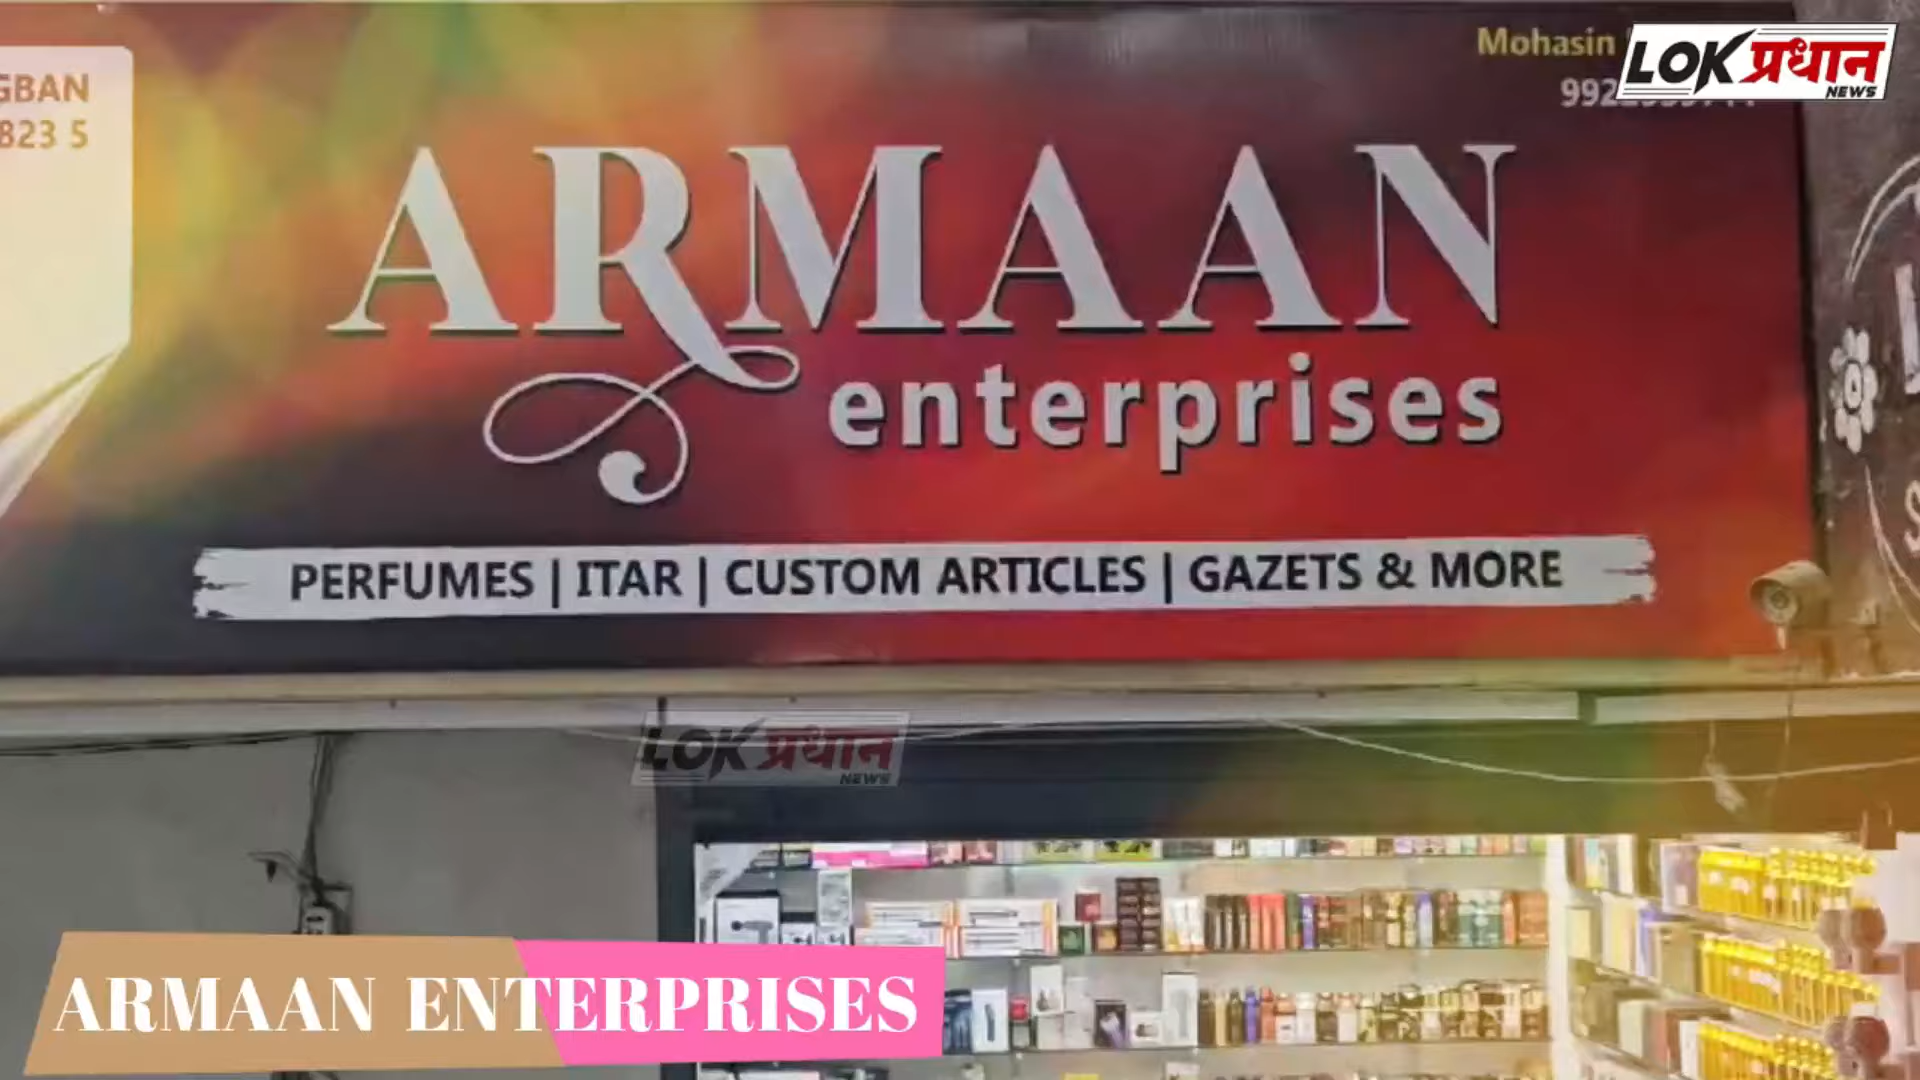 GBAN
823 5
Mohasin
LOK प्रधान
NEWS
ARMAAN
enterprises
PERFUMES | ITAR | CUSTOM ARTICLES | GAZETS & MORE
LOK प्रधान
NEWS
ARMAAN ENTERPRISES